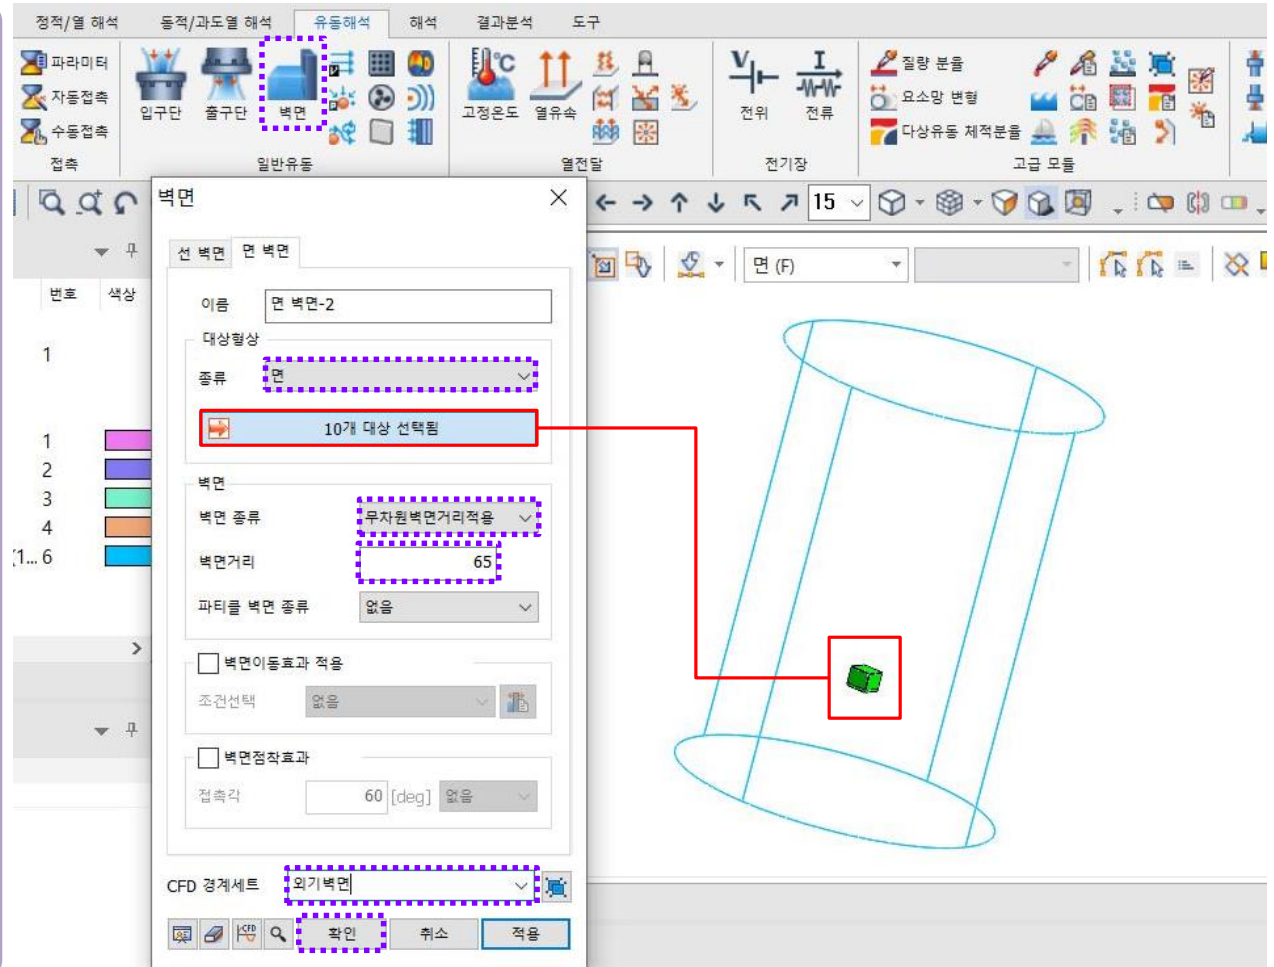 정적/열 해석 동적/과도열 해석 유동해석 해석 결과분석 도구
파라미터
자동접촉
수동접촉
접촉
입구단 출구단 벽면
일반유동
°C
고정온도 열유속
열전달
V I
전위 전류
전기장
질량 분율
요소망 변형
다상유동 체적분율
고급 모듈
15
면 (F)
번호 색상
1
1
2
3
4
(1... 6
벽면
선 벽면 면 벽면
이름 면 벽면-2
대상형상
종류 면
10개 대상 선택됨
벽면
벽면 종류 무차원벽면거리적용
벽면거리 65
파티클 벽면 종류 없음
벽면이동효과 적용
조건선택 없음
벽면점착효과
접촉각 60 [deg] 없음
CFD 경계세트 외기벽면
CFD 확인 취소 적용